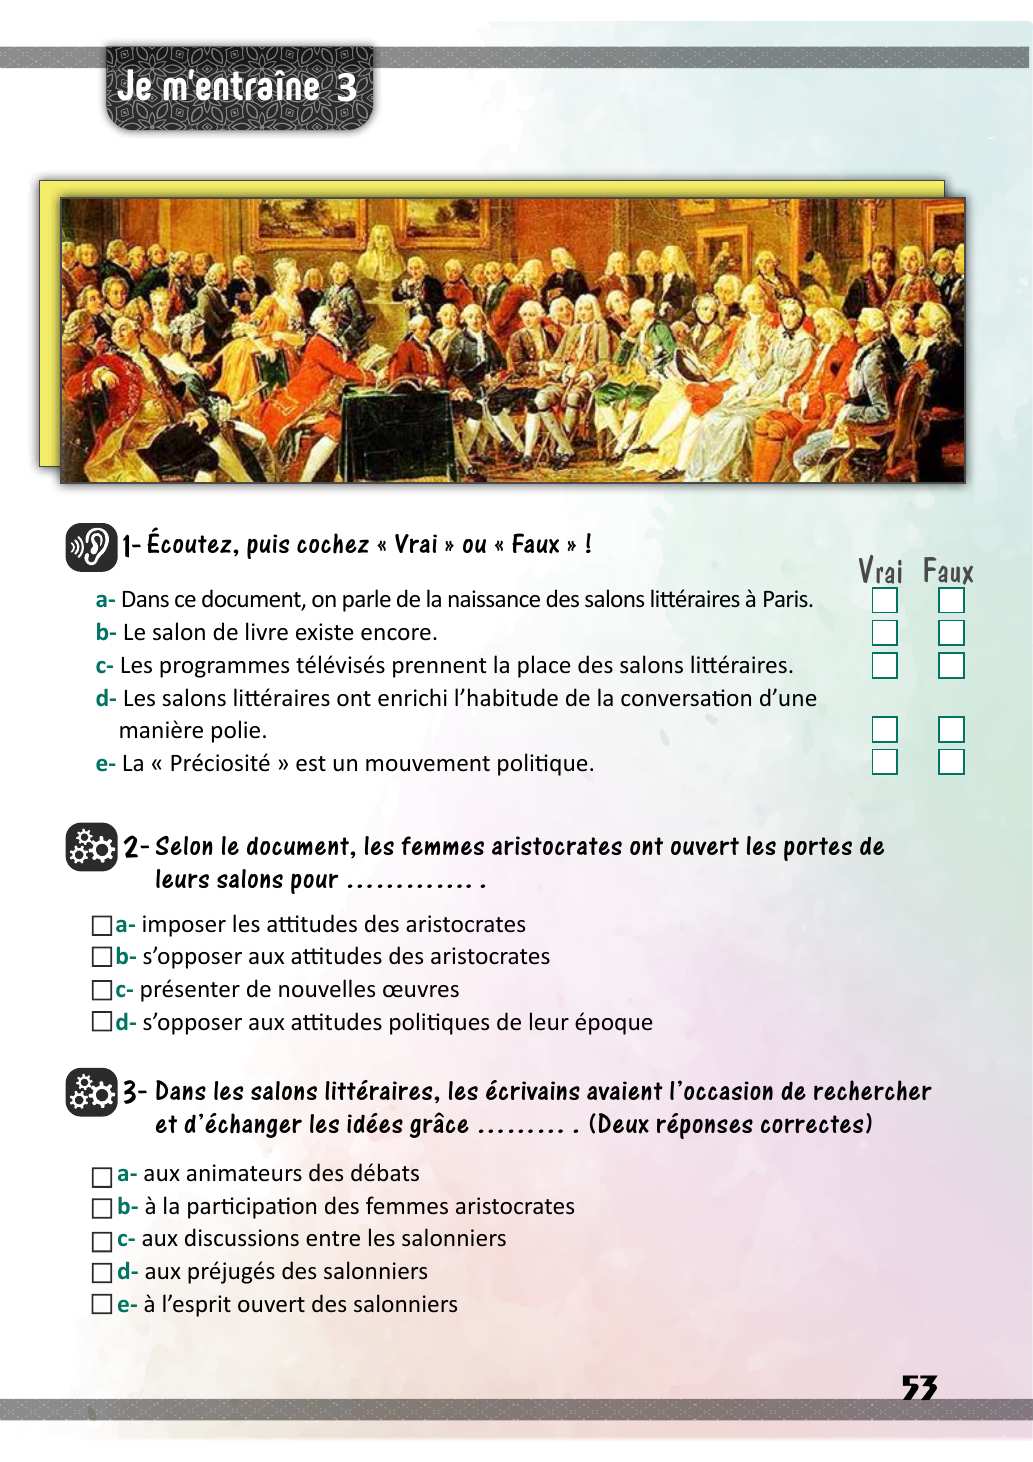 Je m'entraîne 3
1- Écoutez, puis cochez « Vrai » ou « Faux » !
Vrai Faux
a- Dans ce document, on parle de la naissance des salons littéraires à Paris.
b- Le salon de livre existe encore.
c- Les programmes télévisés prennent la place des salons littéraires.
d- Les salons littéraires ont enrichi l’habitude de la conversation d’une
manière polie.
e- La « Préciosité » est un mouvement politique.
2- Selon le document, les femmes aristocrates ont ouvert les portes de
leurs salons pour ............. .
a- imposer les attitudes des aristocrates
b- s’opposer aux attitudes des aristocrates
c- présenter de nouvelles œuvres
d- s’opposer aux attitudes politiques de leur époque
3- Dans les salons littéraires, les écrivains avaient l’occasion de rechercher
et d’échanger les idées grâce ......... . (Deux réponses correctes)
a- aux animateurs des débats
b- à la participation des femmes aristocrates
c- aux discussions entre les salonniers
d- aux préjugés des salonniers
e- à l’esprit ouvert des salonniers
53